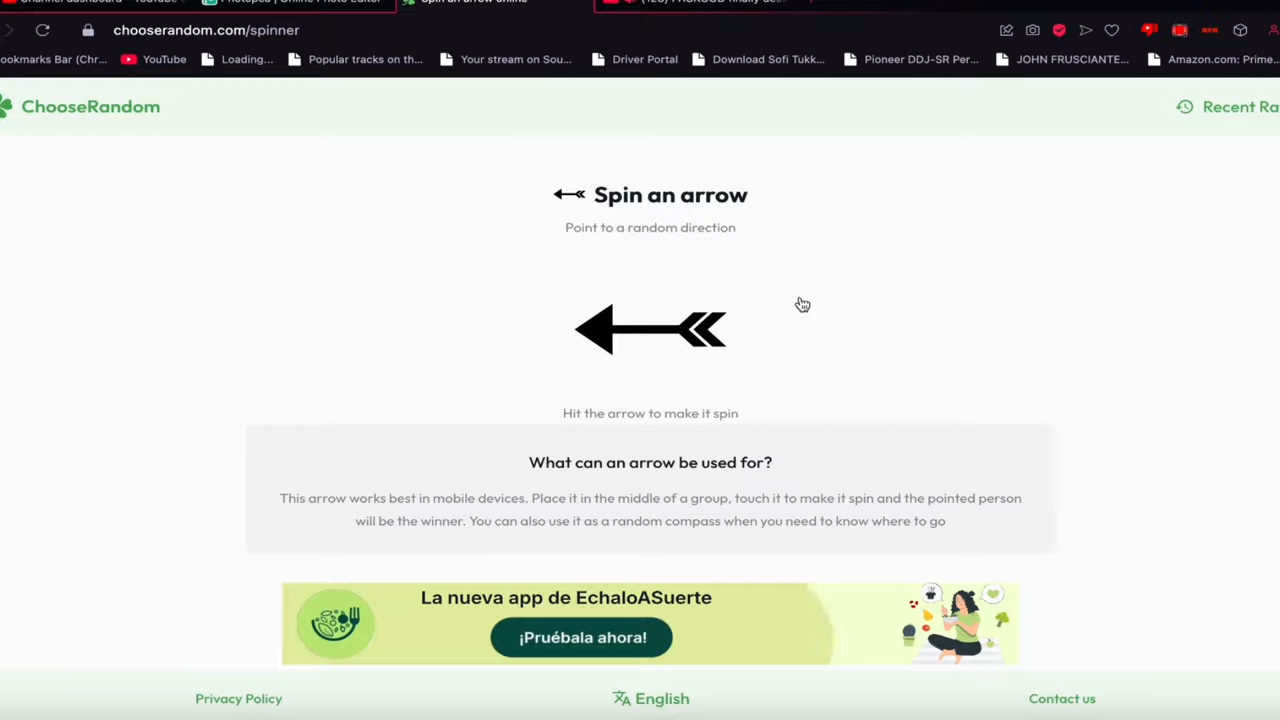 chooserandom.com/spinner
ookmarks Bar (Chr... YouTube Loading... Popular tracks on th... Your stream on Sou... Driver Portal Download Sofi Tukk... Pioneer DDJ-SR Per... JOHN FRUSCIANTE... Amazon.com: Prime...
ChooseRandom
Recent Ra
Spin an arrow
Point to a random direction
Hit the arrow to make it spin
What can an arrow be used for?
This arrow works best in mobile devices. Place it in the middle of a group, touch it to make it spin and the pointed person
will be the winner. You can also use it as a random compass when you need to know where to go
La nueva app de EchaloASuerte
¡Pruébala ahora!
Privacy Policy
English
Contact us